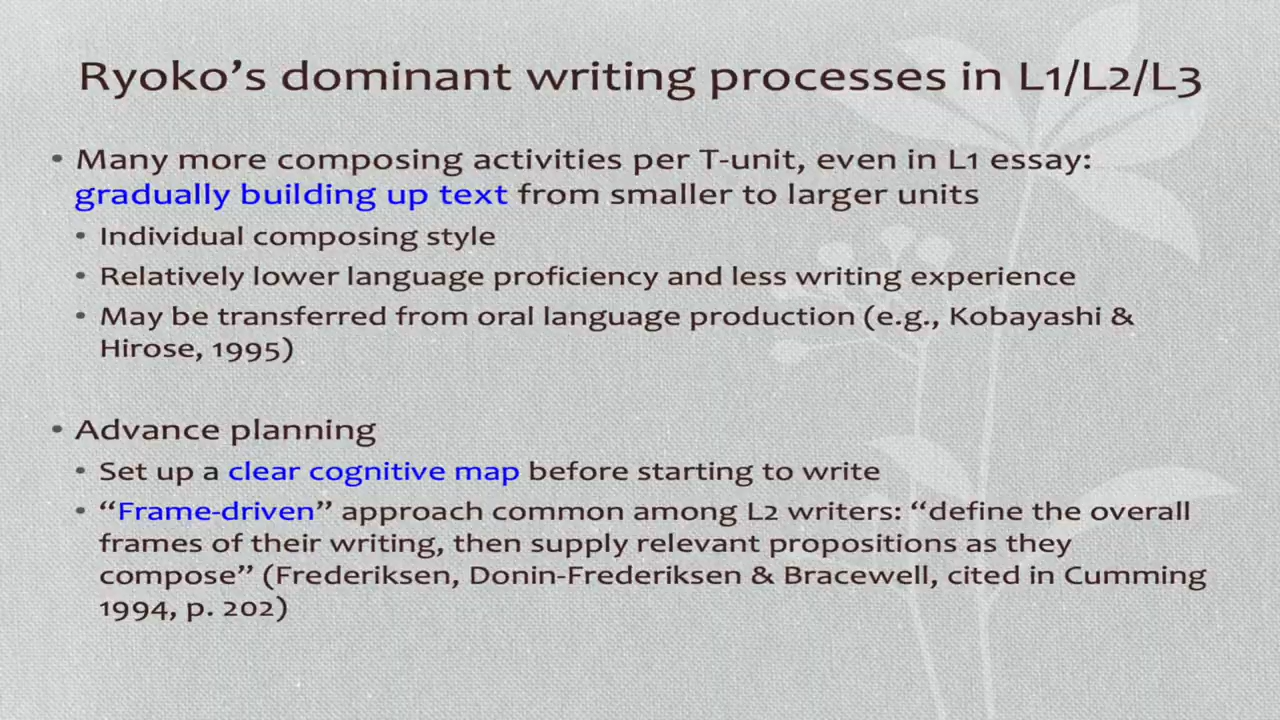 Ryoko’s dominant writing processes in L1/L2/L3
• Many more composing activities per T-unit, even in L1 essay:
gradually building up text from smaller to larger units
• Individual composing style
• Relatively lower language proficiency and less writing experience
• May be transferred from oral language production (e.g., Kobayashi &
Hirose, 1995)
• Advance planning
• Set up a clear cognitive map before starting to write
• “Frame-driven” approach common among L2 writers: “define the overall
frames of their writing, then supply relevant propositions as they
compose” (Frederiksen, Donin-Frederiksen & Bracewell, cited in Cumming
1994, p. 202)